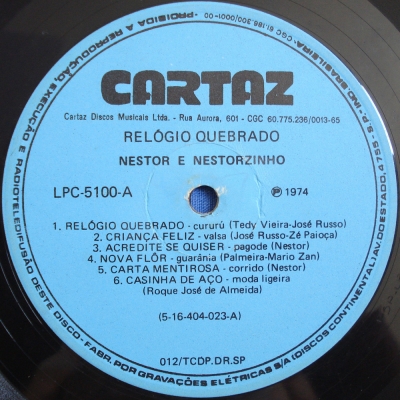 CARTAZ
Cartaz Discos Musicais Ltda. - Rua Aurora, 601 - CGC 60.775.236/0013-65
RELÓGIO QUEBRADO
NESTOR E NESTORZINHO
LPC-5100-A
Ⓟ 1974
1. RELÓGIO QUEBRADO - cururú (Tedy Vieira-José Russo)
2. CRIANÇA FELIZ - valsa (José Russo-Zé Paioça)
3. ACREDITE SE QUISER - pagode (Nestor)
4. NOVA FLÔR - guarânia (Palmeira-Mario Zan)
5. CARTA MENTIROSA - corrido (Nestor)
6. CASINHA DE AÇO - moda ligeira
(Roque José de Almeida)
(5-16-404-023-A)
012/TCDP.DR.SP
PROIBIDA A REPRODUÇÃO, EXECUÇÃO E RADIOTELEDIFUSÃO DESTE DISCO - FABR. POR GRAVAÇÕES ELÉTRICAS S/A (DISCOS CONTINENTAL) AV. DO ESTADO, 4755 - S.P. - IND. BRASILEIRA - CGC 61.186.300/0001-00